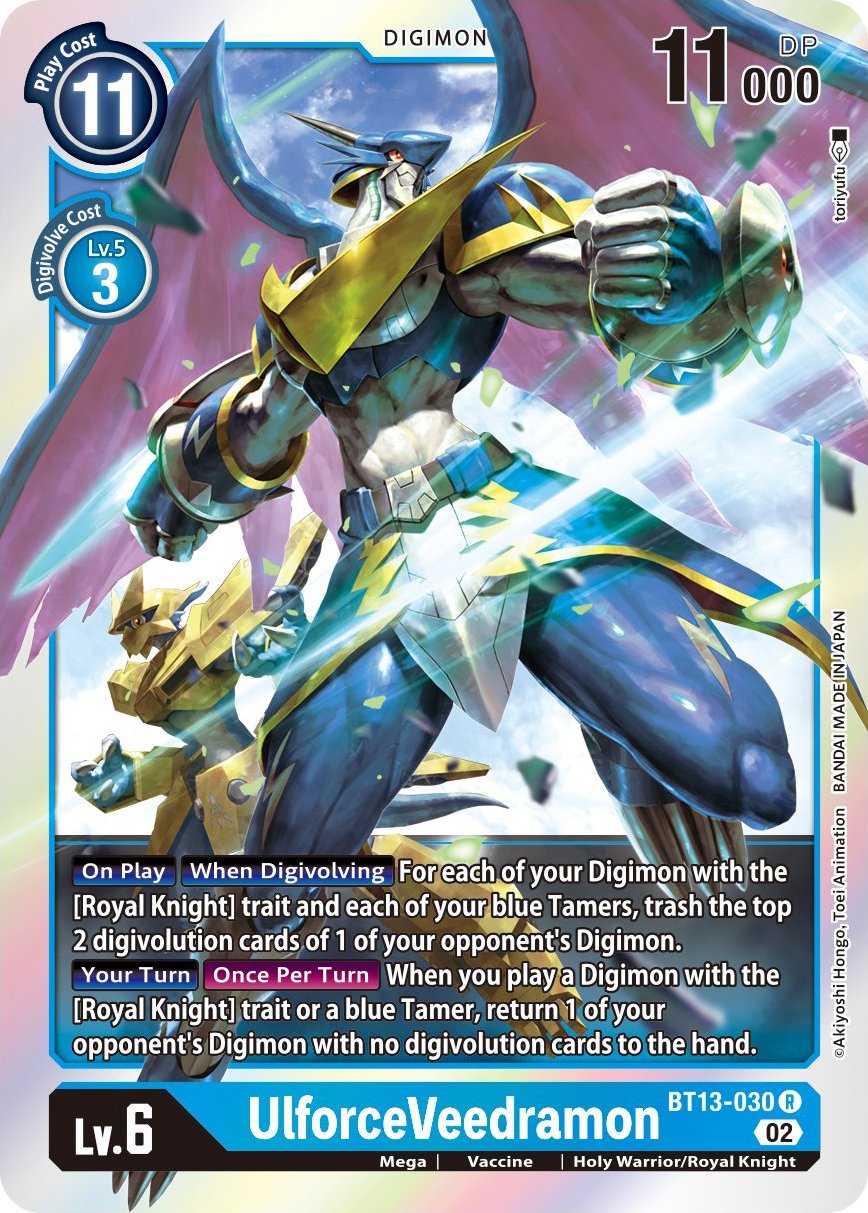 Play Cost
11
DIGIMON
11000
DP
toriyufu
Digivolve Cost
Lv.5
3
On Play When Digivolving For each of your Digimon with the
[Royal Knight] trait and each of your blue Tamers, trash the top
2 digivolution cards of 1 of your opponent's Digimon.
Your Turn Once Per Turn When you play a Digimon with the
[Royal Knight] trait or a blue Tamer, return 1 of your
opponent's Digimon with no digivolution cards to the hand.
©Akiyoshi Hongo, Toei Animation BANDAI MADE IN JAPAN
Lv.6
UlforceVeedramon
BT13-030 R
02
Mega | Vaccine | Holy Warrior/Royal Knight